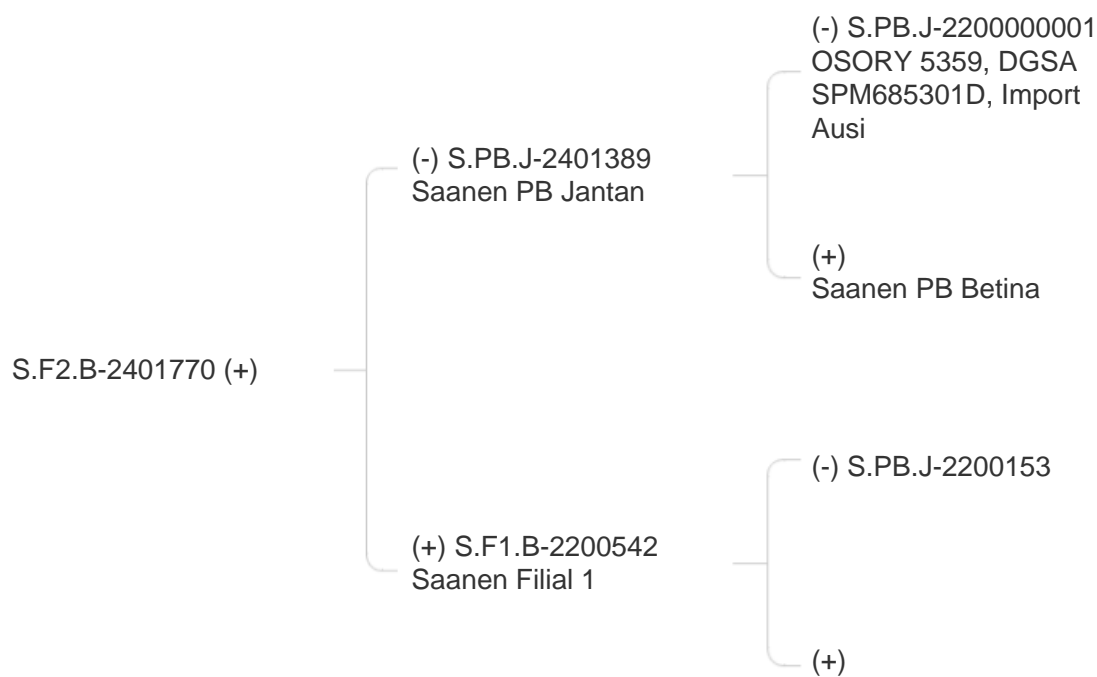 (-) S.PB.J-2200000001
OSORY 5359, DGSA
SPM685301D, Import
Ausi
(-) S.PB.J-2401389
Saanen PB Jantan
(+)
Saanen PB Betina
S.F2.B-2401770 (+)
(-) S.PB.J-2200153
(+) S.F1.B-2200542
Saanen Filial 1
(+)